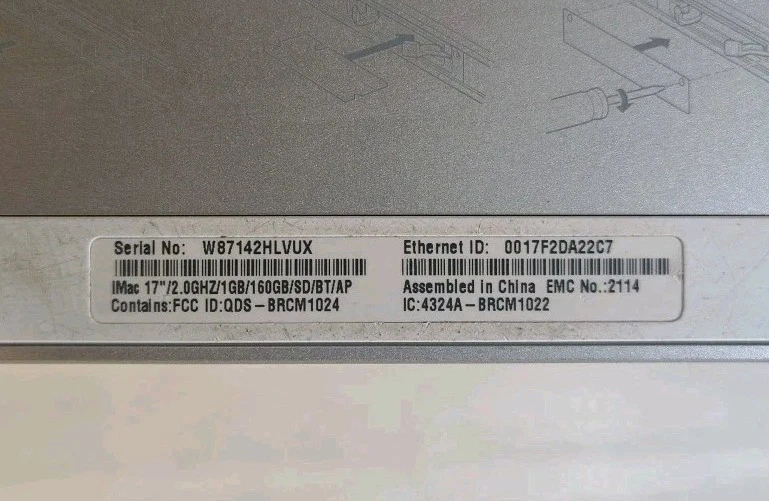 Serial No: W87142HLVUX
Ethernet ID: 0017F2DA22C7
iMac 17"/2.0GHZ/1GB/160GB/SD/BT/AP
Assembled in China EMC No.:2114
Contains:FCC ID:QDS-BRCM1024
IC:4324A-BRCM1022